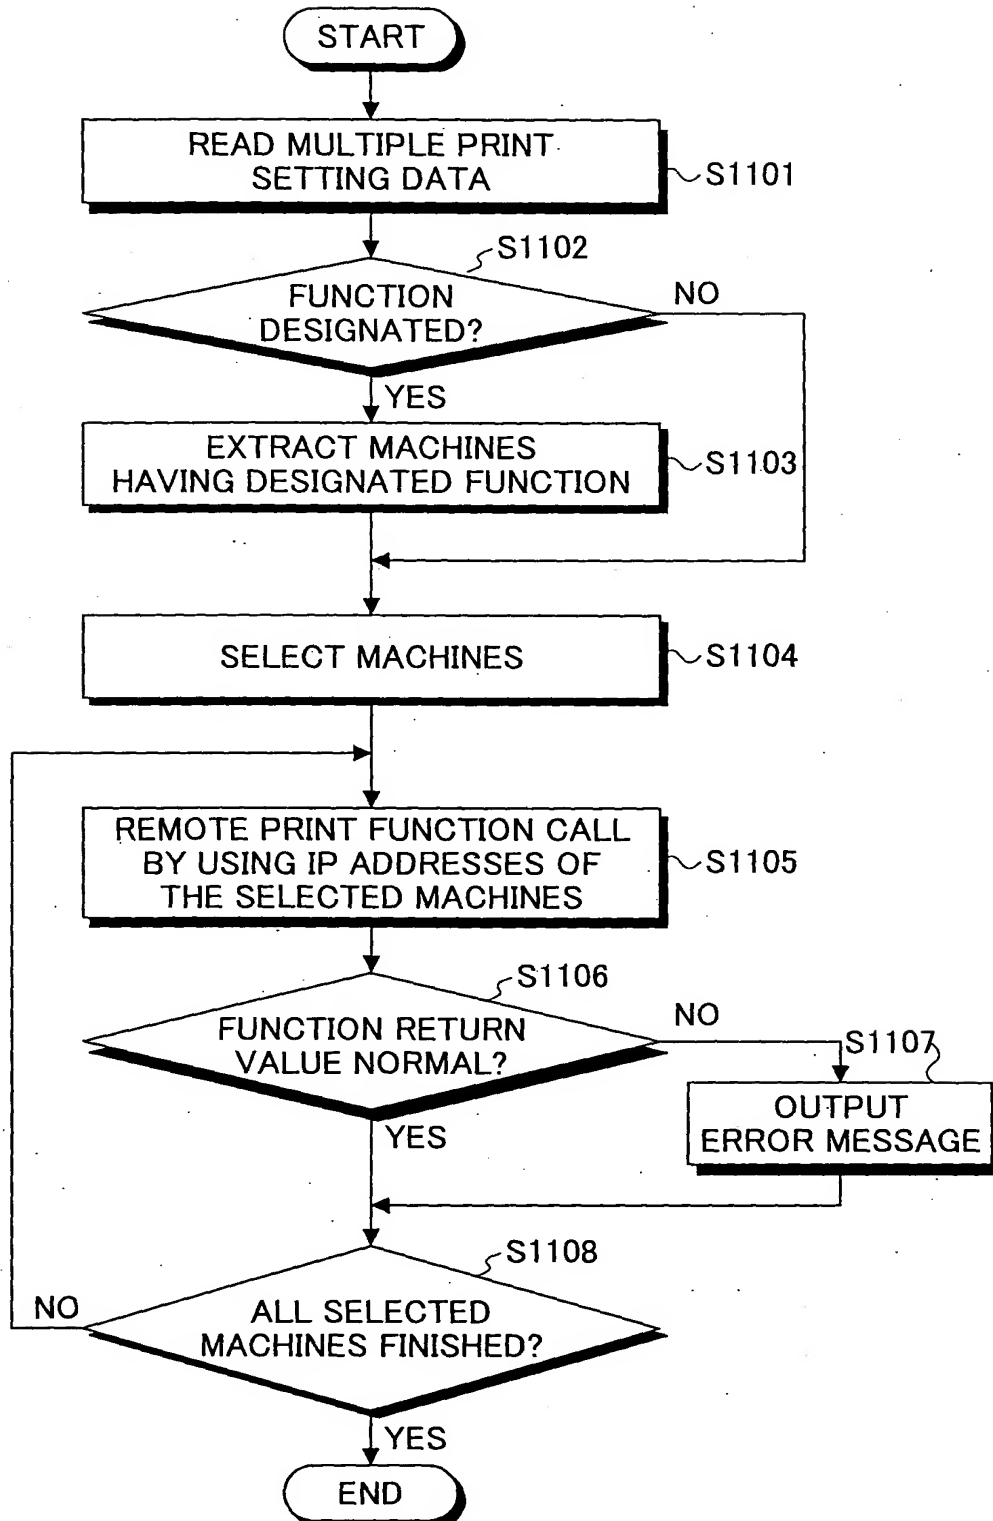 START
READ MULTIPLE PRINT
SETTING DATA
S1101
S1102
FUNCTION
DESIGNATED?
NO
YES
EXTRACT MACHINES
HAVING DESIGNATED FUNCTION
S1103
SELECT MACHINES
S1104
REMOTE PRINT FUNCTION CALL
BY USING IP ADDRESSES OF
THE SELECTED MACHINES
S1105
S1106
FUNCTION RETURN
VALUE NORMAL?
NO
S1107
OUTPUT
ERROR MESSAGE
YES
S1108
ALL SELECTED
MACHINES FINISHED?
NO
YES
END